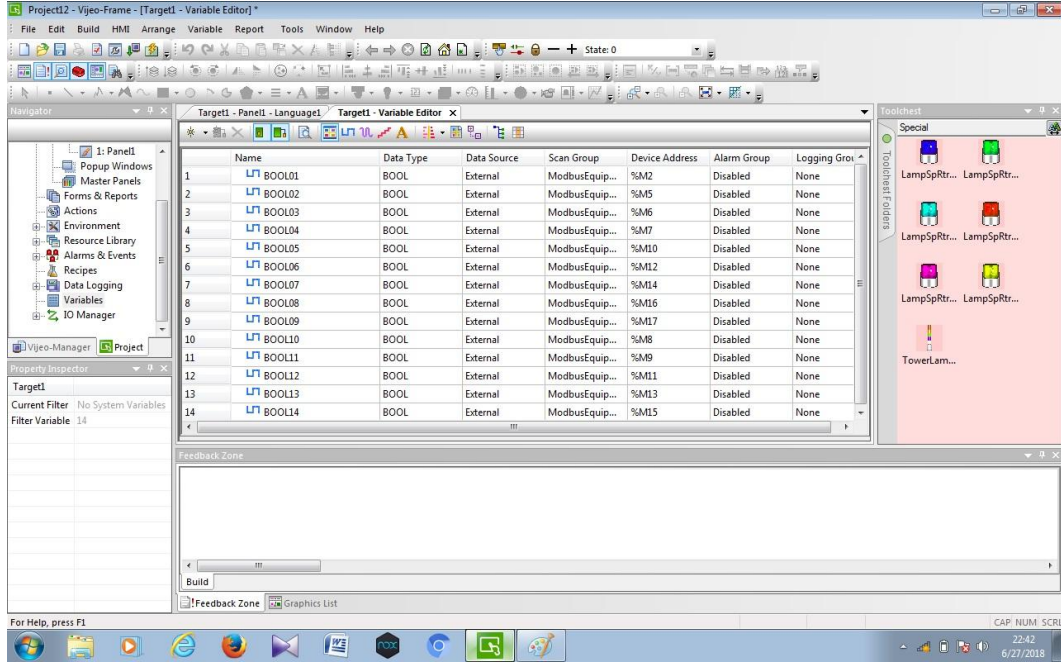 Project12 - Vijeo-Frame - [Target1 - Variable Editor] *
File Edit Build HMI Arrange Variable Report Tools Window Help
State: 0
Navigator
1: Panel1
Popup Windows
Master Panels
Forms & Reports
Actions
Environment
Resource Library
Alarms & Events
Recipes
Data Logging
Variables
IO Manager
Vijeo-Manager Project
Property Inspector
Target1
Current Filter No System Variables
Filter Variable 14
Target1 - Panel1 - Language1 Target1 - Variable Editor X
Name Data Type Data Source Scan Group Device Address Alarm Group Logging Grou
1 BOOL01 BOOL External ModbusEquip... %M2 Disabled None
2 BOOL02 BOOL External ModbusEquip... %M5 Disabled None
3 BOOL03 BOOL External ModbusEquip... %M6 Disabled None
4 BOOL04 BOOL External ModbusEquip... %M7 Disabled None
5 BOOL05 BOOL External ModbusEquip... %M10 Disabled None
6 BOOL06 BOOL External ModbusEquip... %M12 Disabled None
7 BOOL07 BOOL External ModbusEquip... %M14 Disabled None
8 BOOL08 BOOL External ModbusEquip... %M16 Disabled None
9 BOOL09 BOOL External ModbusEquip... %M17 Disabled None
10 BOOL10 BOOL External ModbusEquip... %M8 Disabled None
11 BOOL11 BOOL External ModbusEquip... %M9 Disabled None
12 BOOL12 BOOL External ModbusEquip... %M11 Disabled None
13 BOOL13 BOOL External ModbusEquip... %M13 Disabled None
14 BOOL14 BOOL External ModbusEquip... %M15 Disabled None
Toolchest
Toolchest Folders
Special
LampSpRtr... LampSpRtr...
LampSpRtr... LampSpRtr...
LampSpRtr... LampSpRtr...
TowerLam...
Feedback Zone
Build
Feedback Zone Graphics List
For Help, press F1
CAP NUM SCRL
nox
22:42
6/27/2018